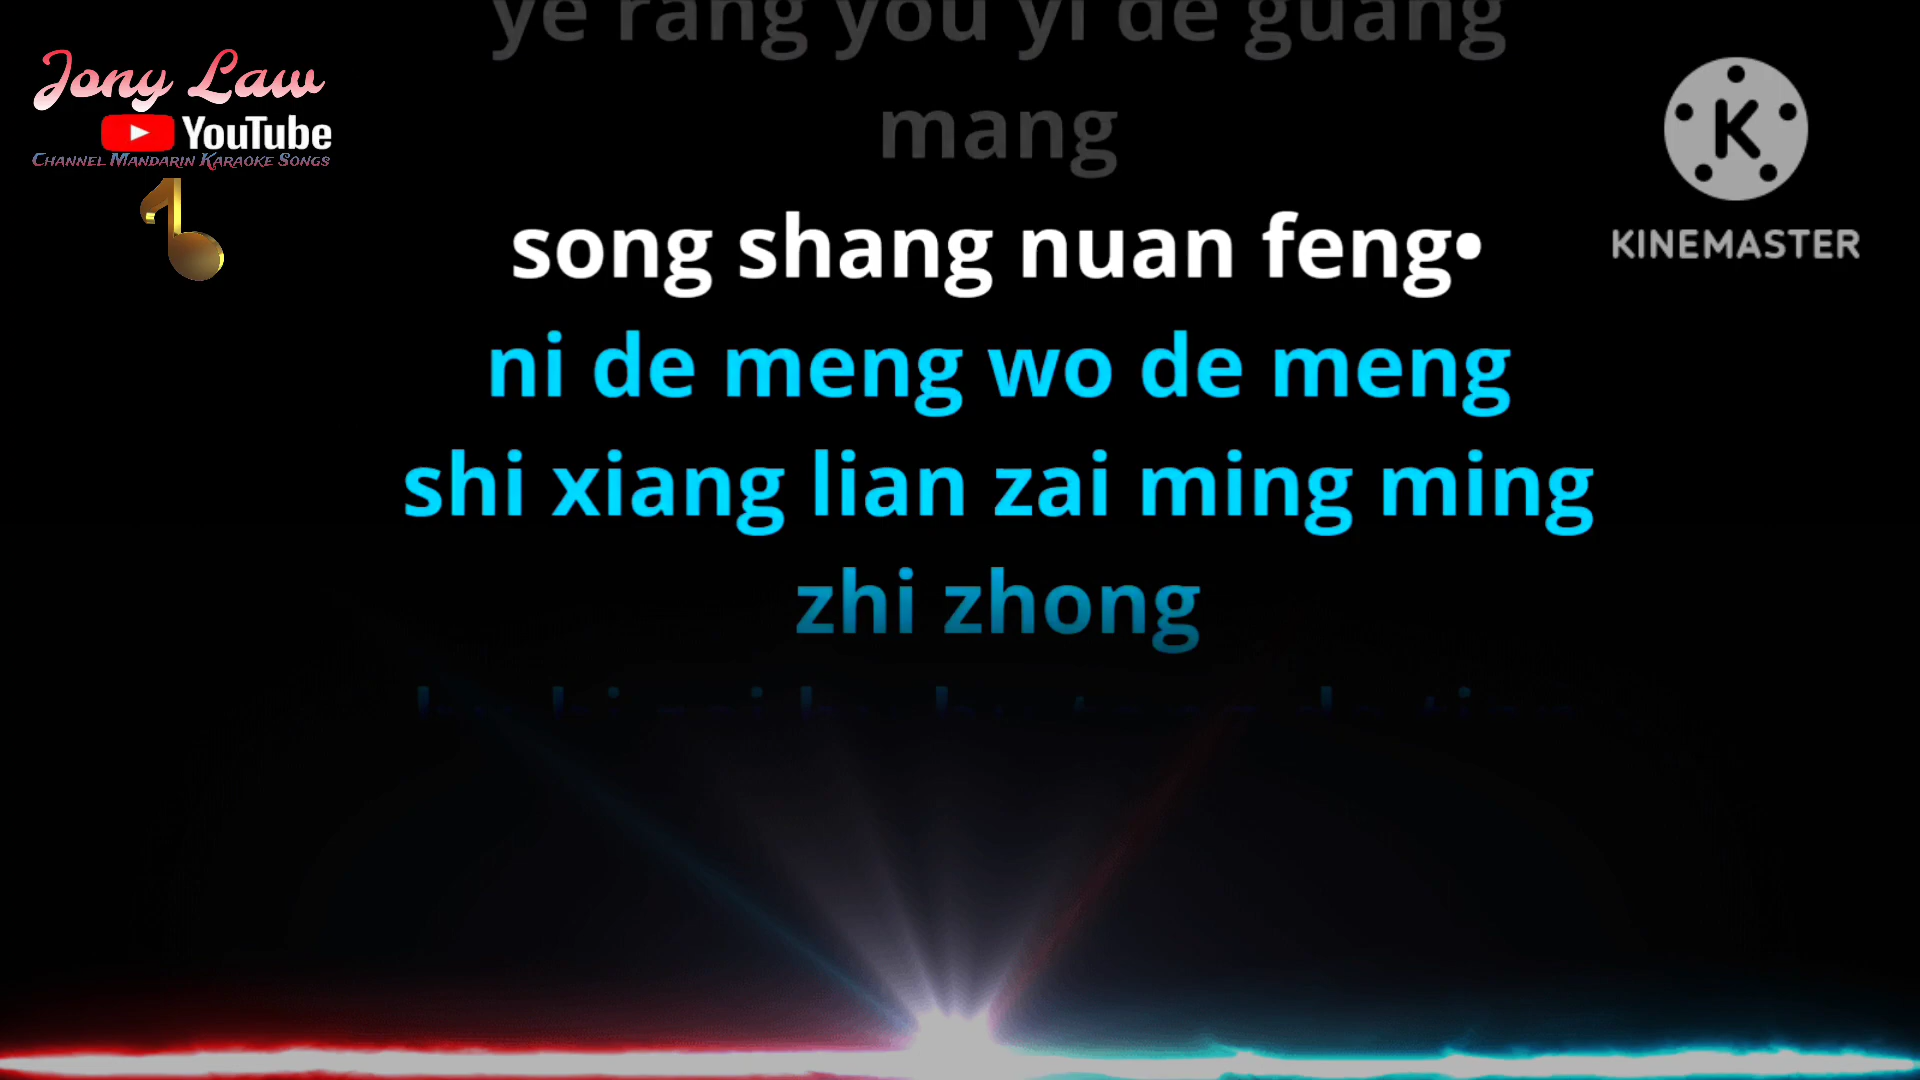 ye rang you yi de guang
mang
Jony Law
YouTube
CHANNEL MANDARIN KARAOKE SONGS
K
KINEMASTER
song shang nuan feng•
ni de meng wo de meng
shi xiang lian zai ming ming
zhi zhong